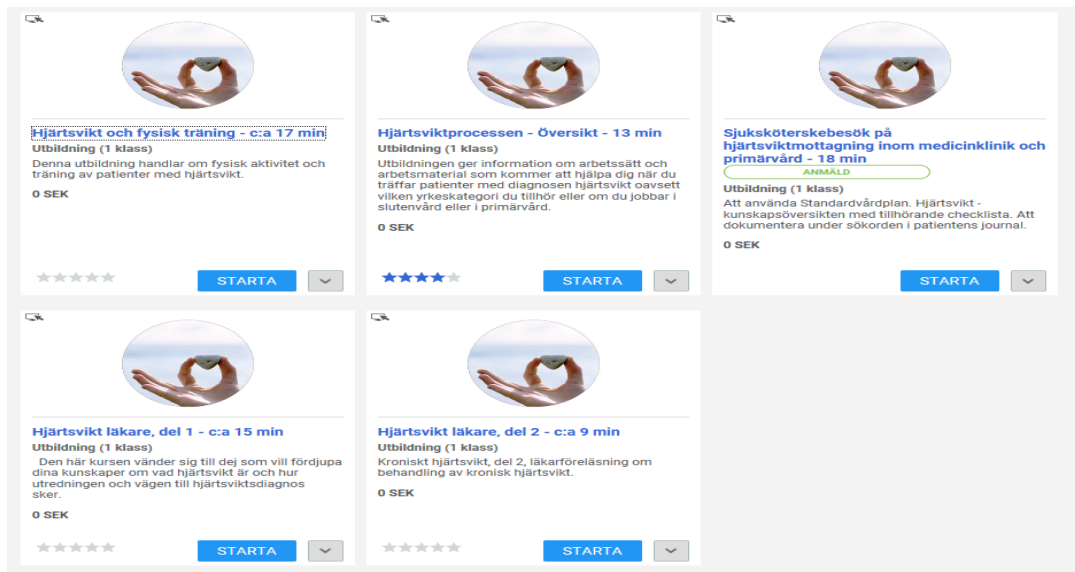 Hjärtsvikt och fysisk träning - c:a 17 min
Utbildning (1 klass)
Denna utbildning handlar om fysisk aktivitet och
träning av patienter med hjärtsvikt.
0 SEK
STARTA
Hjärtsviktprocessen - Översikt - 13 min
Utbildning (1 klass)
Utbildningen ger information om arbetssätt och
arbetsmaterial som kommer att hjälpa dig när du
träffar patienter med diagnosen hjärtsvikt oavsett
vilken yrkeskategori du tillhör eller om du jobbar i
slutenvård eller i primärvård.
0 SEK
STARTA
Sjuksköterskebesök på
hjärtsviktmottagning inom medicinklinik och
primärvård - 18 min
ANMÄLD
Utbildning (1 klass)
Att använda Standardvårdplan. Hjärtsvikt -
kunskapsöversikten med tillhörande checklista. Att
dokumentera under sökorden i patientens journal.
0 SEK
STARTA
Hjärtsvikt läkare, del 1 - c:a 15 min
Utbildning (1 klass)
Den här kursen vänder sig till dej som vill fördjupa
dina kunskaper om vad hjärtsvikt är och hur
utredningen och vägen till hjärtsviktsdiagnos
sker.
0 SEK
STARTA
Hjärtsvikt läkare, del 2 - c:a 9 min
Utbildning (1 klass)
Kroniskt hjärtsvikt, del 2, läkarföreläsning om
behandling av kronisk hjärtsvikt.
0 SEK
STARTA